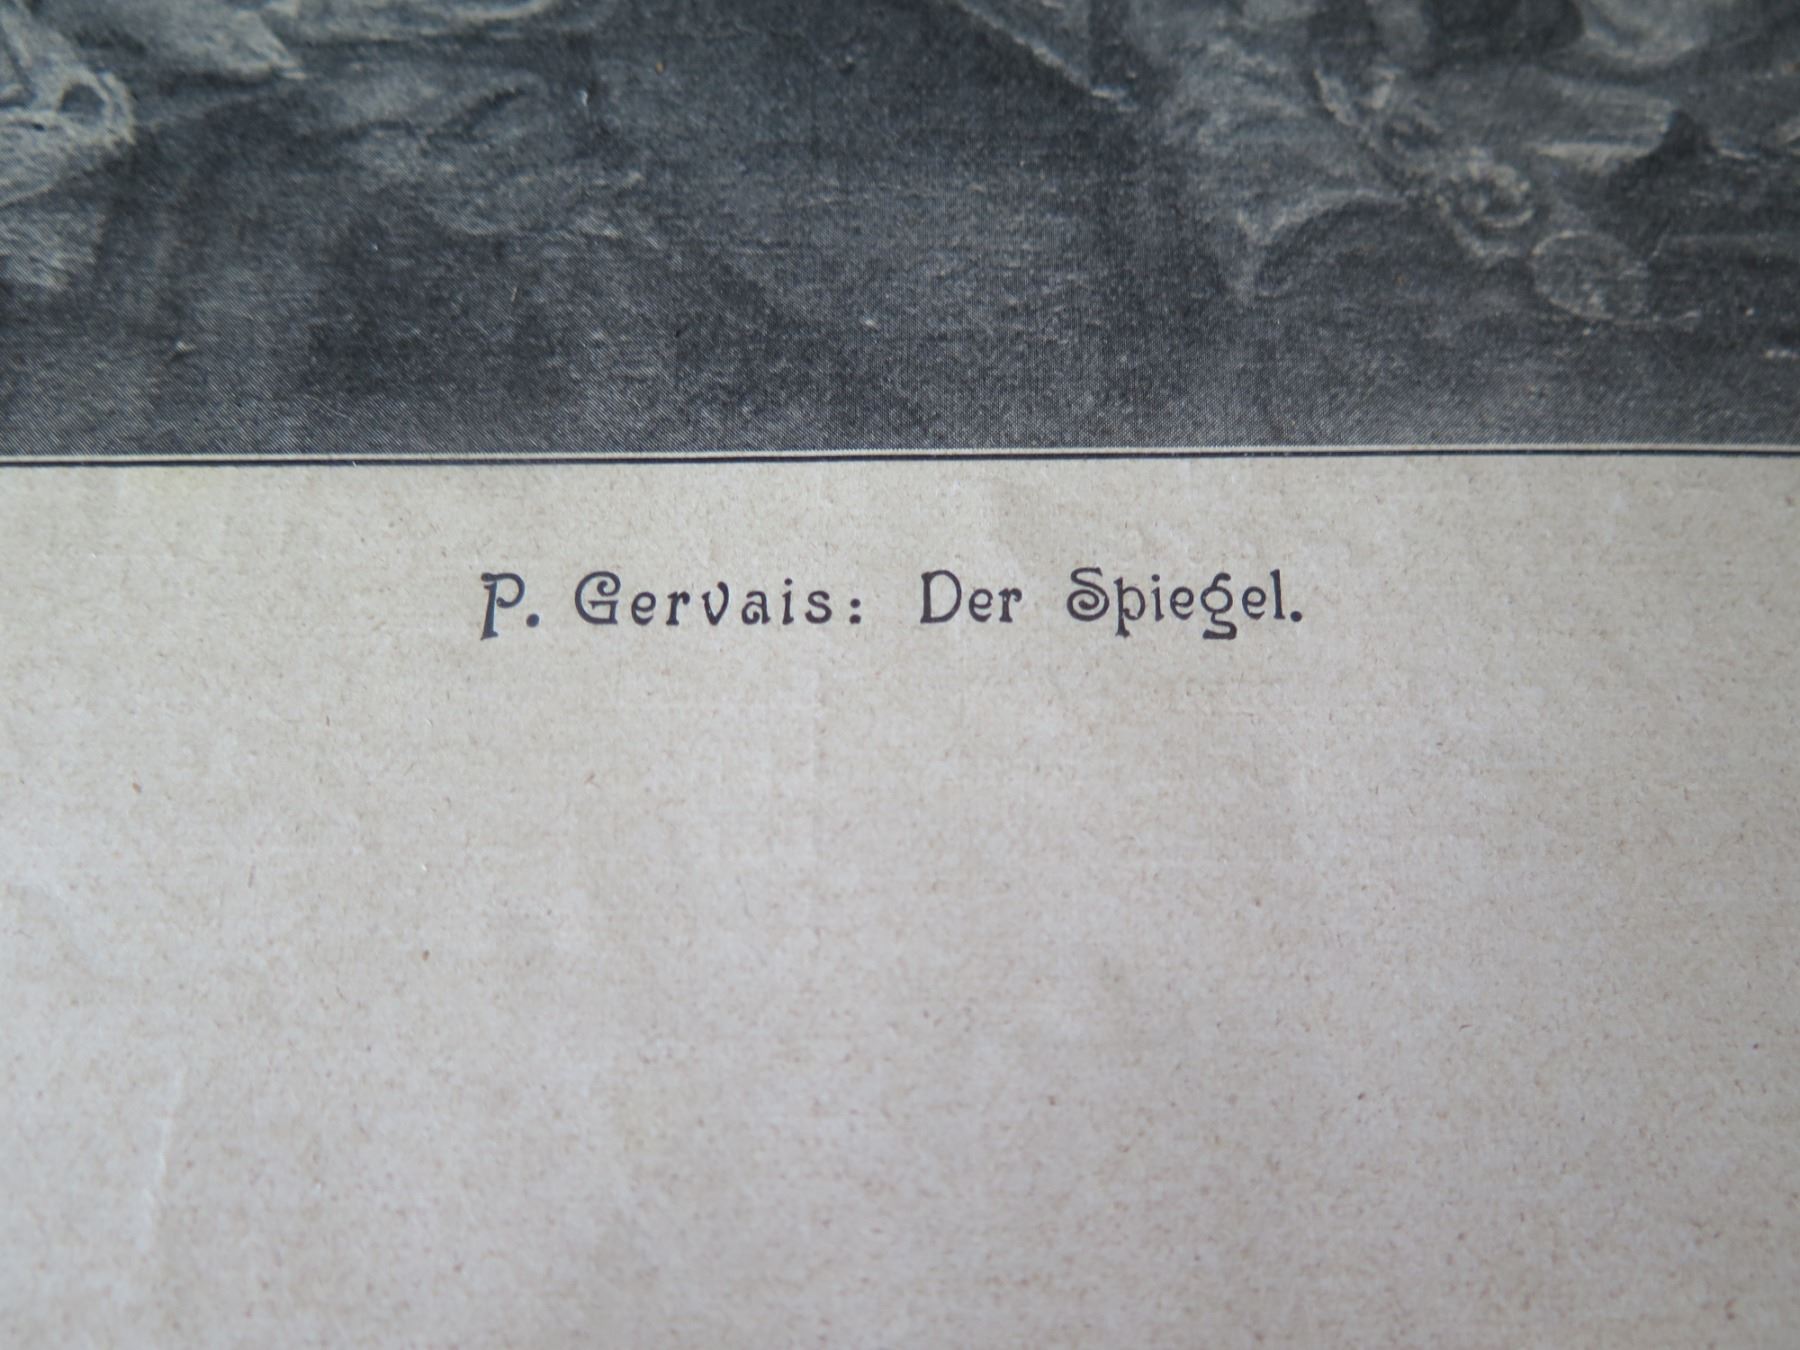 P. Gervais: Der Spiegel.